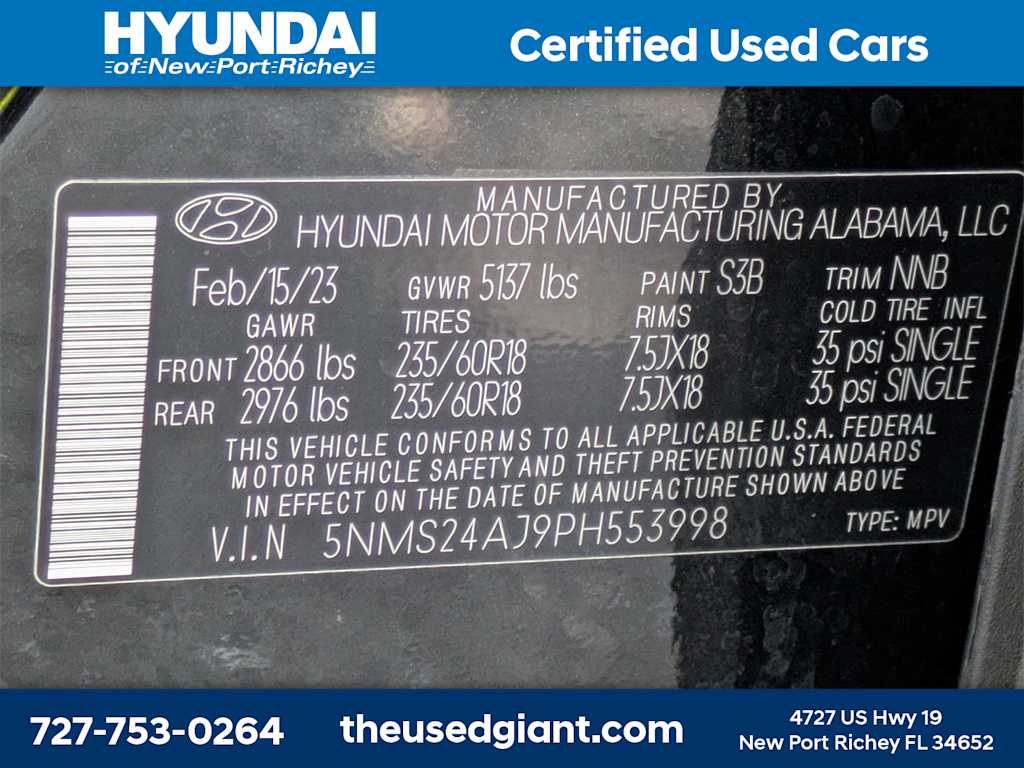 HYUNDAI
of New Port Richey
Certified Used Cars
MANUFACTURED BY
HYUNDAI MOTOR MANUFACTURING ALABAMA, LLC
Feb/15/23 GVWR 5137 lbs PAINT S3B TRIM NNB
GAWR TIRES RIMS COLD TIRE INFL
FRONT 2866 lbs 235/60R18 7.5JX18 35 psi SINGLE
REAR 2976 lbs 235/60R18 7.5JX18 35 psi SINGLE
THIS VEHICLE CONFORMS TO ALL APPLICABLE U.S.A. FEDERAL
MOTOR VEHICLE SAFETY AND THEFT PREVENTION STANDARDS
IN EFFECT ON THE DATE OF MANUFACTURE SHOWN ABOVE
V.I.N 5NMS24AJ9PH553998 TYPE: MPV
727-753-0264
theusedgiant.com
4727 US Hwy 19
New Port Richey FL 34652